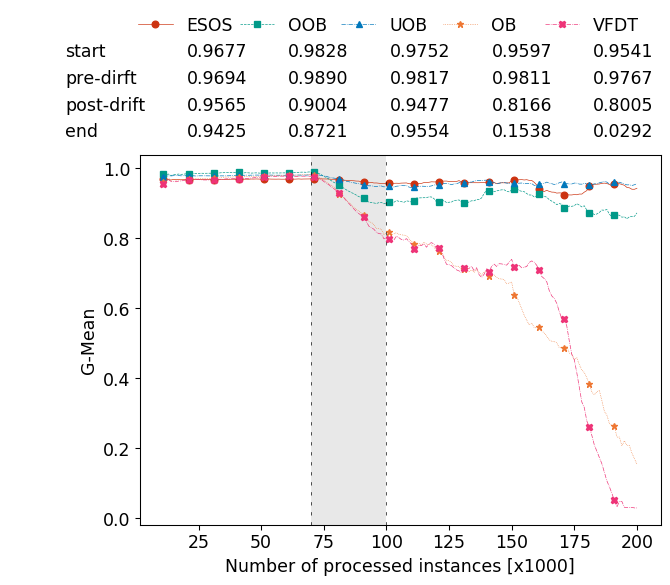 ESOS OOB UOB OB VFDT
start 0.9677 0.9828 0.9752 0.9597 0.9541
pre-dirft 0.9694 0.9890 0.9817 0.9811 0.9767
post-drift 0.9565 0.9004 0.9477 0.8166 0.8005
end 0.9425 0.8721 0.9554 0.1538 0.0292
1.0
0.8
0.6
0.4
0.2
0.0
G-Mean
25 50 75 100 125 150 175 200
Number of processed instances [x1000]